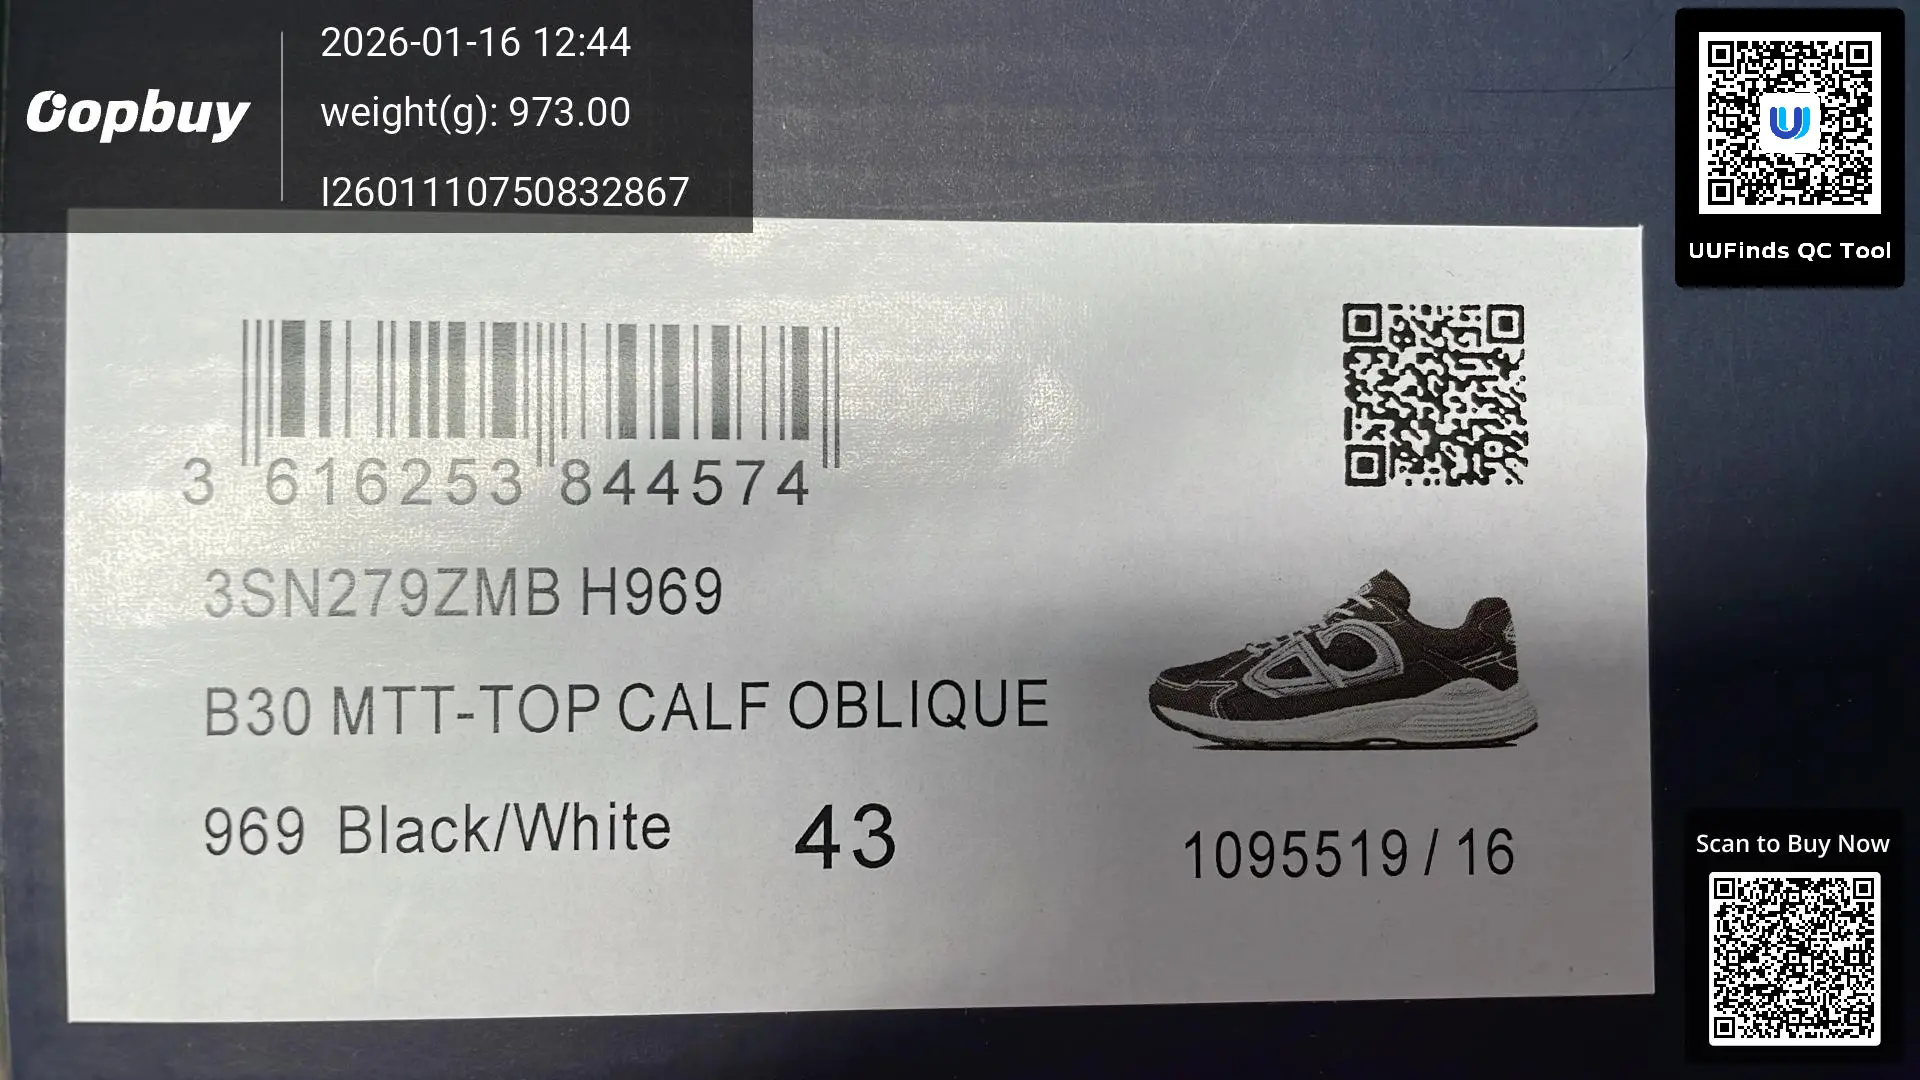 Oopbuy
2026-01-16 12:44
weight(g): 973.00
I2601110750832867
UUFinds QC Tool
3 616253 844574
3SN279ZMB H969
B30 MTT-TOP CALF OBLIQUE
969 Black/White 43
1095519 / 16
Scan to Buy Now